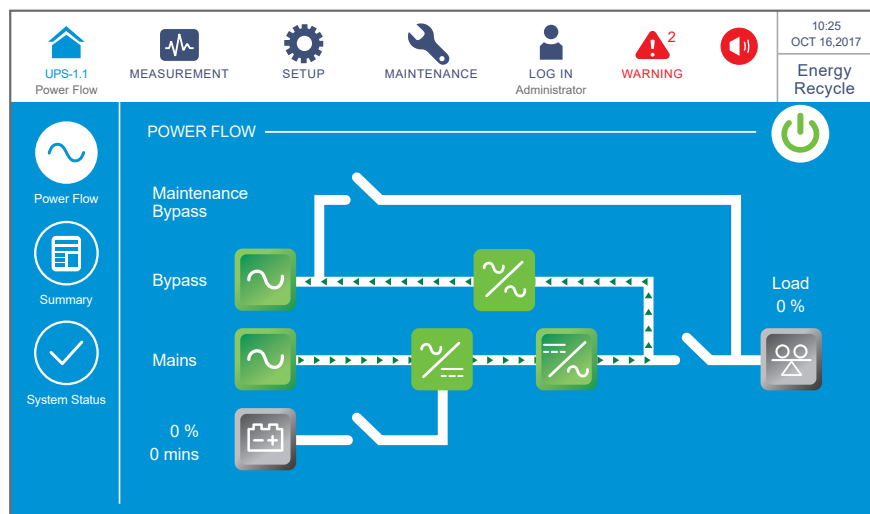 UPS-1.1
Power Flow
MEASUREMENT
SETUP
MAINTENANCE
LOG IN
Administrator
2
WARNING
10:25
OCT 16,2017
Energy
Recycle
POWER FLOW
Power Flow
Summary
System Status
Maintenance
Bypass
Bypass
Load
0 %
Mains
0 %
0 mins